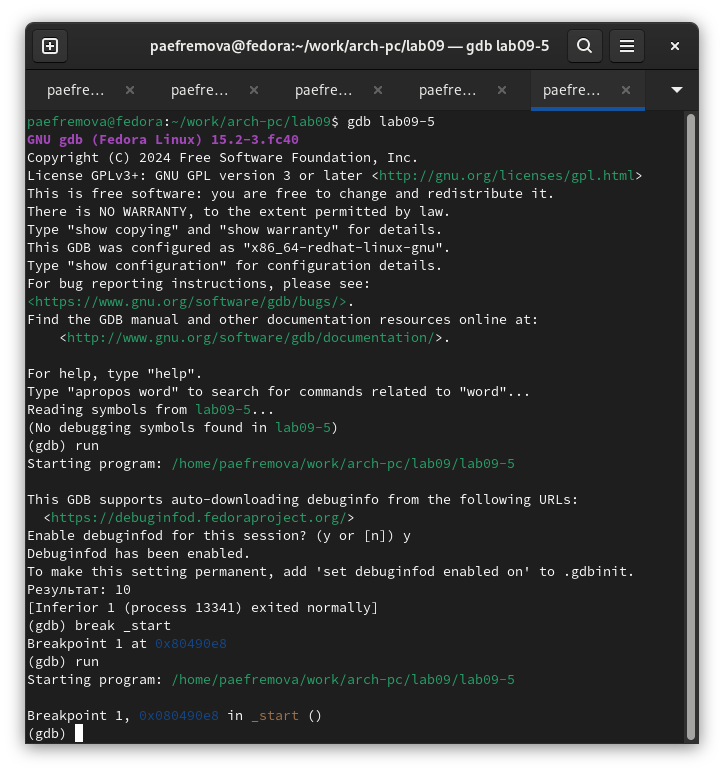 paefremova@fedora:~/work/arch-pc/lab09 — gdb lab09-5
paefre... paefre... paefre... paefre... paefre...
paefremova@fedora:~/work/arch-pc/lab09$ gdb lab09-5
GNU gdb (Fedora Linux) 15.2-3.fc40
Copyright (C) 2024 Free Software Foundation, Inc.
License GPLv3+: GNU GPL version 3 or later <http://gnu.org/licenses/gpl.html>
This is free software: you are free to change and redistribute it.
There is NO WARRANTY, to the extent permitted by law.
Type "show copying" and "show warranty" for details.
This GDB was configured as "x86_64-redhat-linux-gnu".
Type "show configuration" for configuration details.
For bug reporting instructions, please see:
<https://www.gnu.org/software/gdb/bugs/>.
Find the GDB manual and other documentation resources online at:
    <http://www.gnu.org/software/gdb/documentation/>.

For help, type "help".
Type "apropos word" to search for commands related to "word"...
Reading symbols from lab09-5...
(No debugging symbols found in lab09-5)
(gdb) run
Starting program: /home/paefremova/work/arch-pc/lab09/lab09-5

This GDB supports auto-downloading debuginfo from the following URLs:
  <https://debuginfod.fedoraproject.org/>
Enable debuginfod for this session? (y or [n]) y
Debuginfod has been enabled.
To make this setting permanent, add 'set debuginfod enabled on' to .gdbinit.
Результат: 10
[Inferior 1 (process 13341) exited normally]
(gdb) break _start
Breakpoint 1 at 0x80490e8
(gdb) run
Starting program: /home/paefremova/work/arch-pc/lab09/lab09-5

Breakpoint 1, 0x080490e8 in _start ()
(gdb)